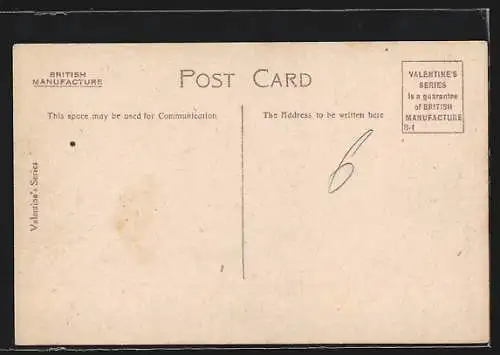 BRITISH
MANUFACTURE
POST CARD
VALENTINE'S
SERIES
is a guarantee
of BRITISH
MANUFACTURE
B-1
This space may be used for Communication
The Address to be written here
6
Valentine's Series